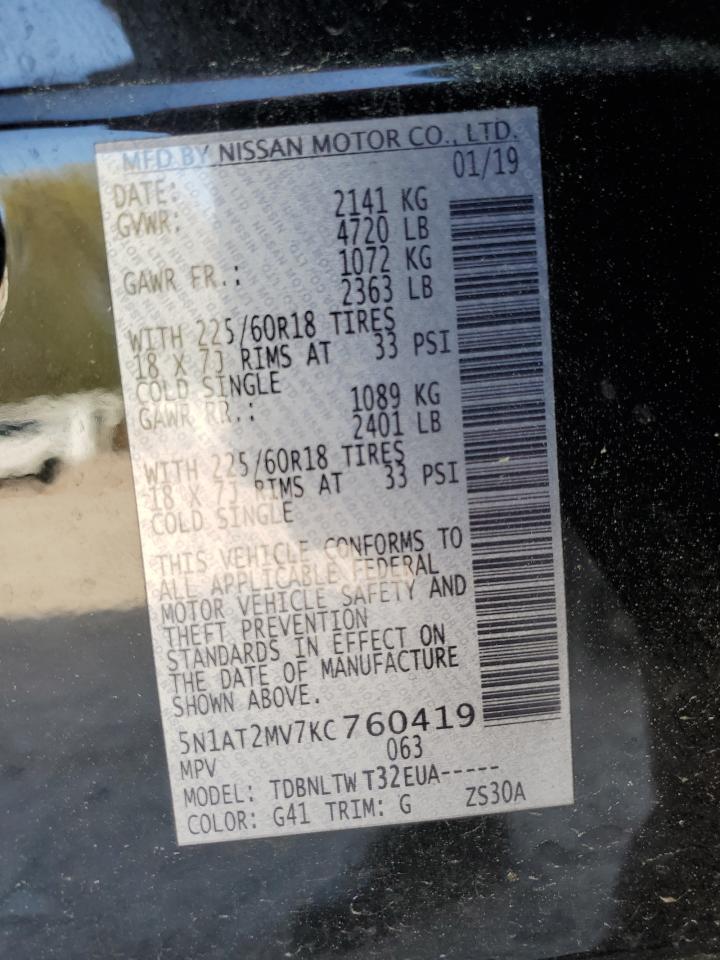 MFD BY NISSAN MOTOR CO., LTD.
DATE: 01/19
GVWR: 2141 KG
4720 LB
GAWR FR.: 1072 KG
2363 LB
WITH 225/60R18 TIRES
18 X 7J RIMS AT 33 PSI
COLD SINGLE
GAWR RR.: 1089 KG
2401 LB
WITH 225/60R18 TIRES
18 X 7J RIMS AT 33 PSI
COLD SINGLE
THIS VEHICLE CONFORMS TO
ALL APPLICABLE FEDERAL
MOTOR VEHICLE SAFETY AND
THEFT PREVENTION
STANDARDS IN EFFECT ON
THE DATE OF MANUFACTURE
SHOWN ABOVE.
5N1AT2MV7KC760419
MPV 063
MODEL: TDBNLTWT32EUA-----
COLOR: G41 TRIM: G ZS30A